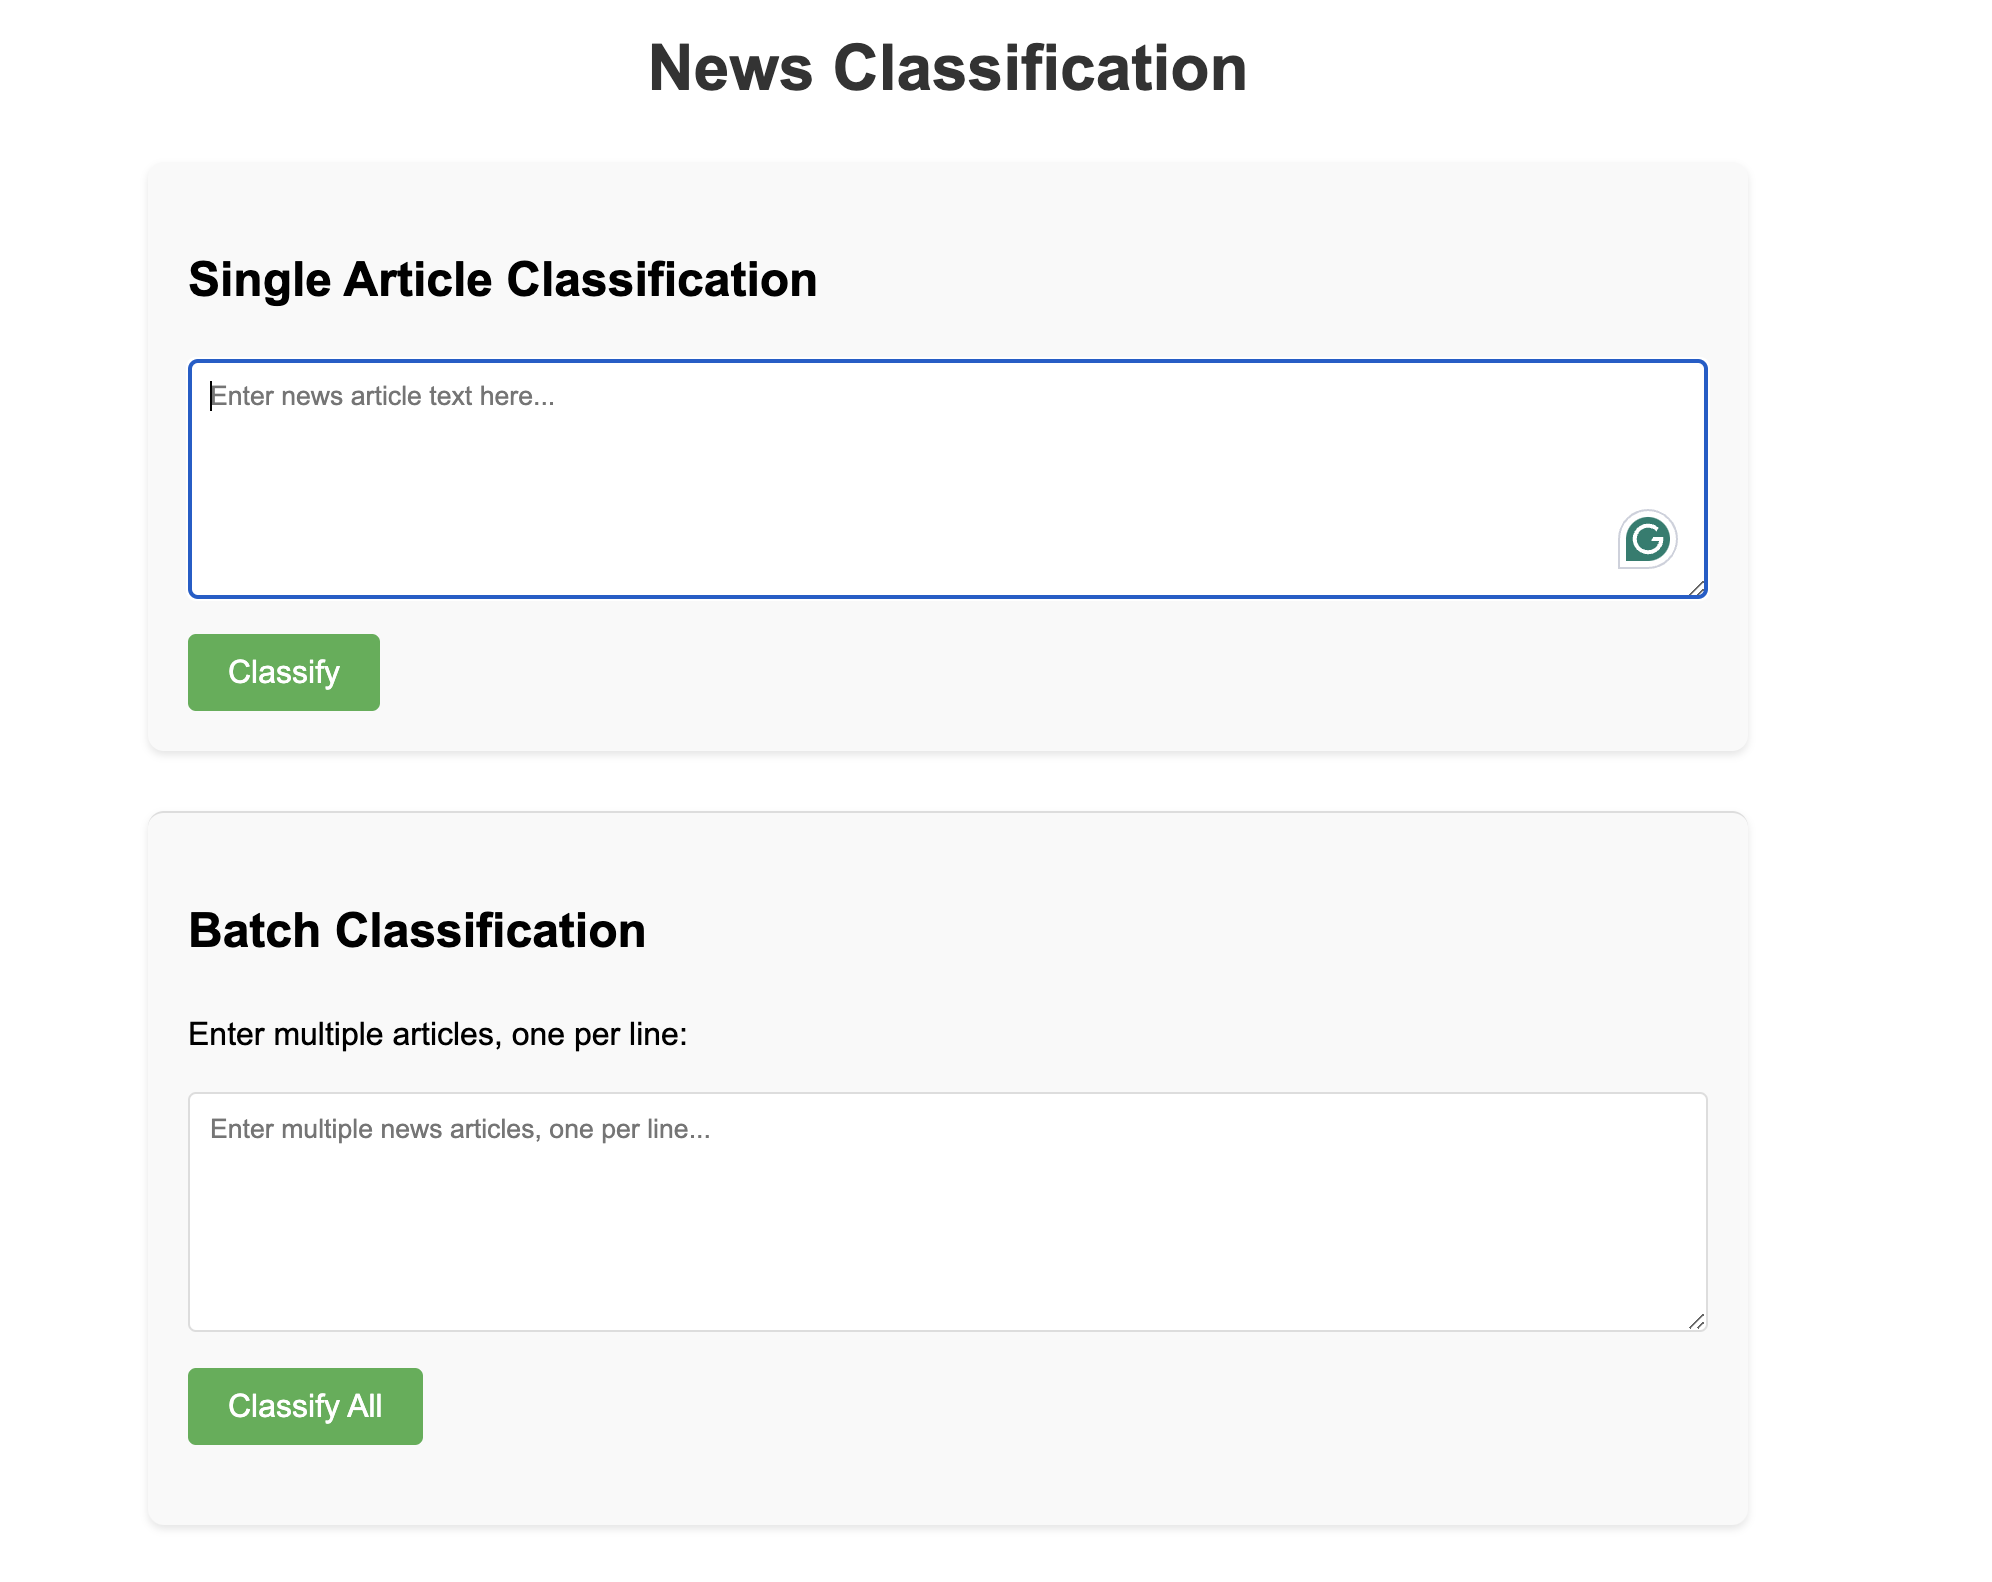 News Classification
Single Article Classification
Enter news article text here...
Classify
Batch Classification
Enter multiple articles, one per line:
Enter multiple news articles, one per line...
Classify All